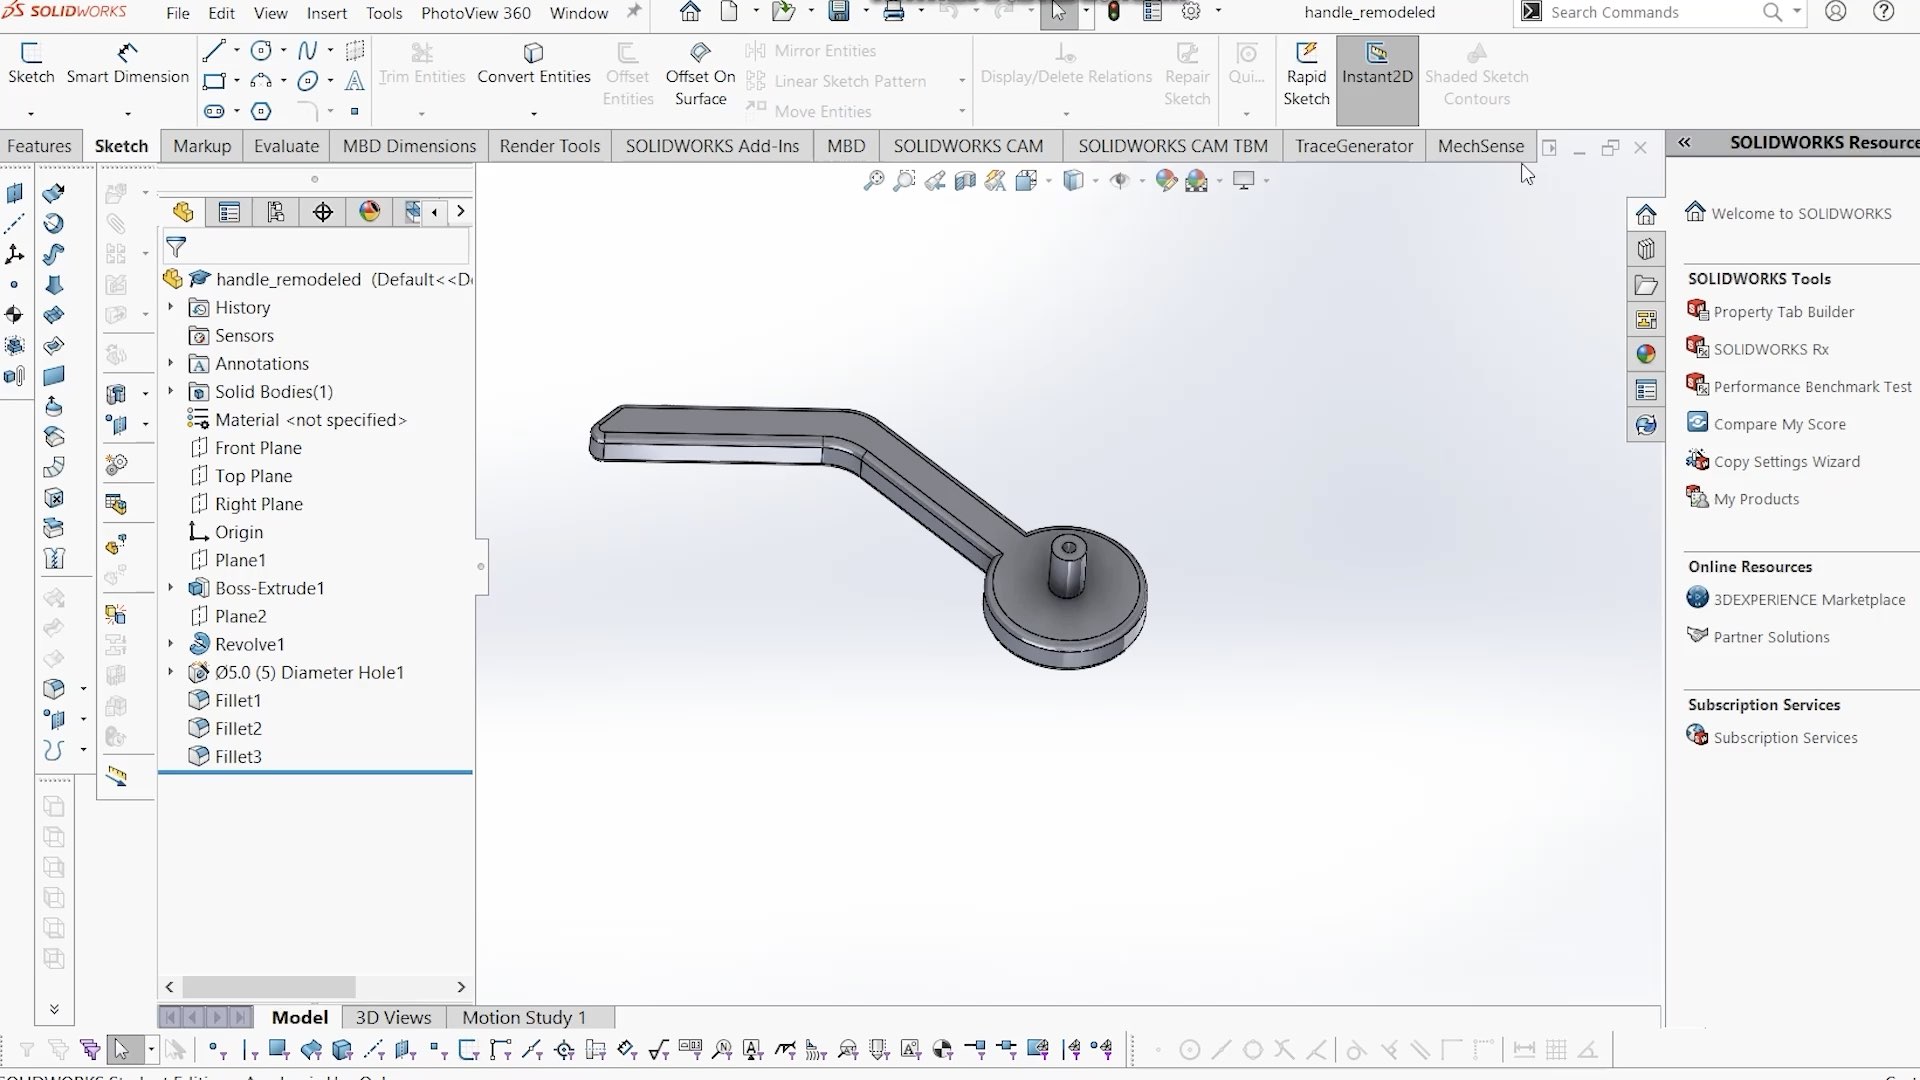 SOLIDWORKS File Edit View Insert Tools PhotoView 360 Window handle_remodeled Search Commands
Sketch Smart Dimension Trim Entities Convert Entities Offset Entities Offset On Surface Mirror Entities Linear Sketch Pattern Move Entities Display/Delete Relations Repair Sketch Qui... Rapid Sketch Instant2D Shaded Sketch Contours
Features Sketch Markup Evaluate MBD Dimensions Render Tools SOLIDWORKS Add-Ins MBD SOLIDWORKS CAM SOLIDWORKS CAM TBM TraceGenerator MechSense
handle_remodeled (Default<<D
History
Sensors
Annotations
Solid Bodies(1)
Material <not specified>
Front Plane
Top Plane
Right Plane
Origin
Plane1
Boss-Extrude1
Plane2
Revolve1
Ø5.0 (5) Diameter Hole1
Fillet1
Fillet2
Fillet3
Model 3D Views Motion Study 1
SOLIDWORKS Resource
Welcome to SOLIDWORKS
SOLIDWORKS Tools
Property Tab Builder
SOLIDWORKS Rx
Performance Benchmark Test
Compare My Score
Copy Settings Wizard
My Products
Online Resources
3DEXPERIENCE Marketplace
Partner Solutions
Subscription Services
Subscription Services